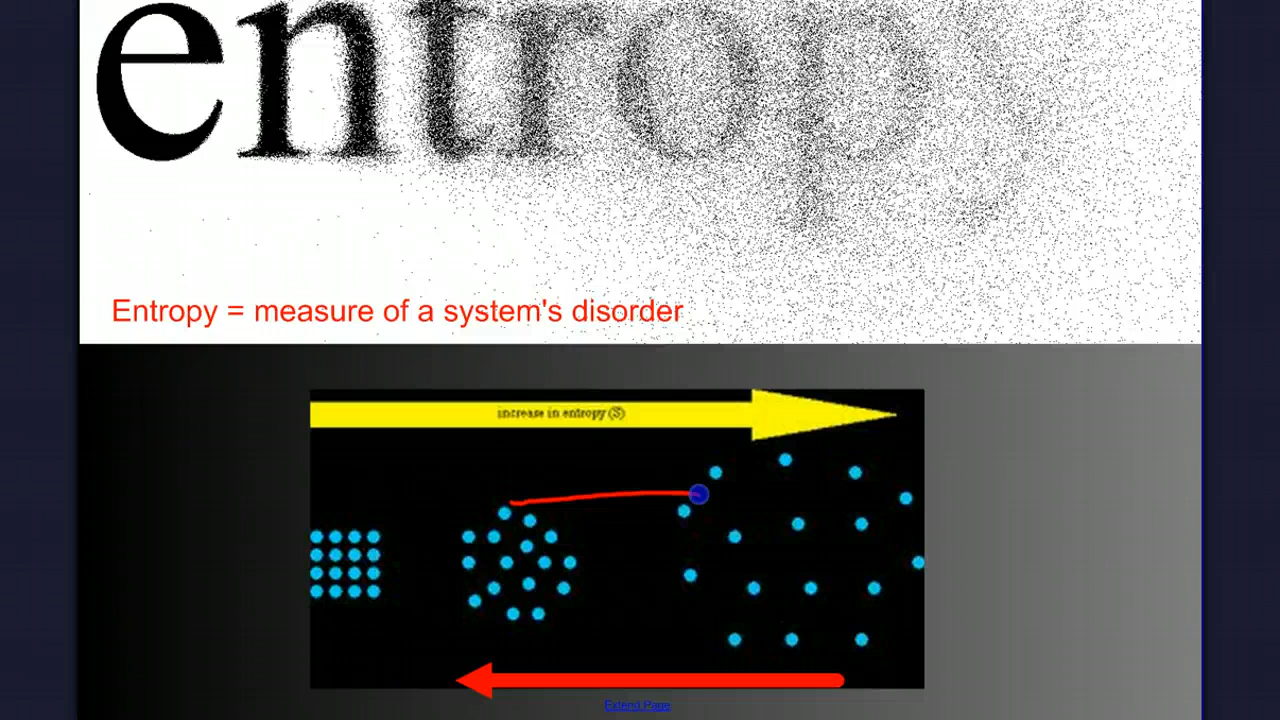 entropy
Entropy = measure of a system's disorder
increase in entropy (S)
Extend Page